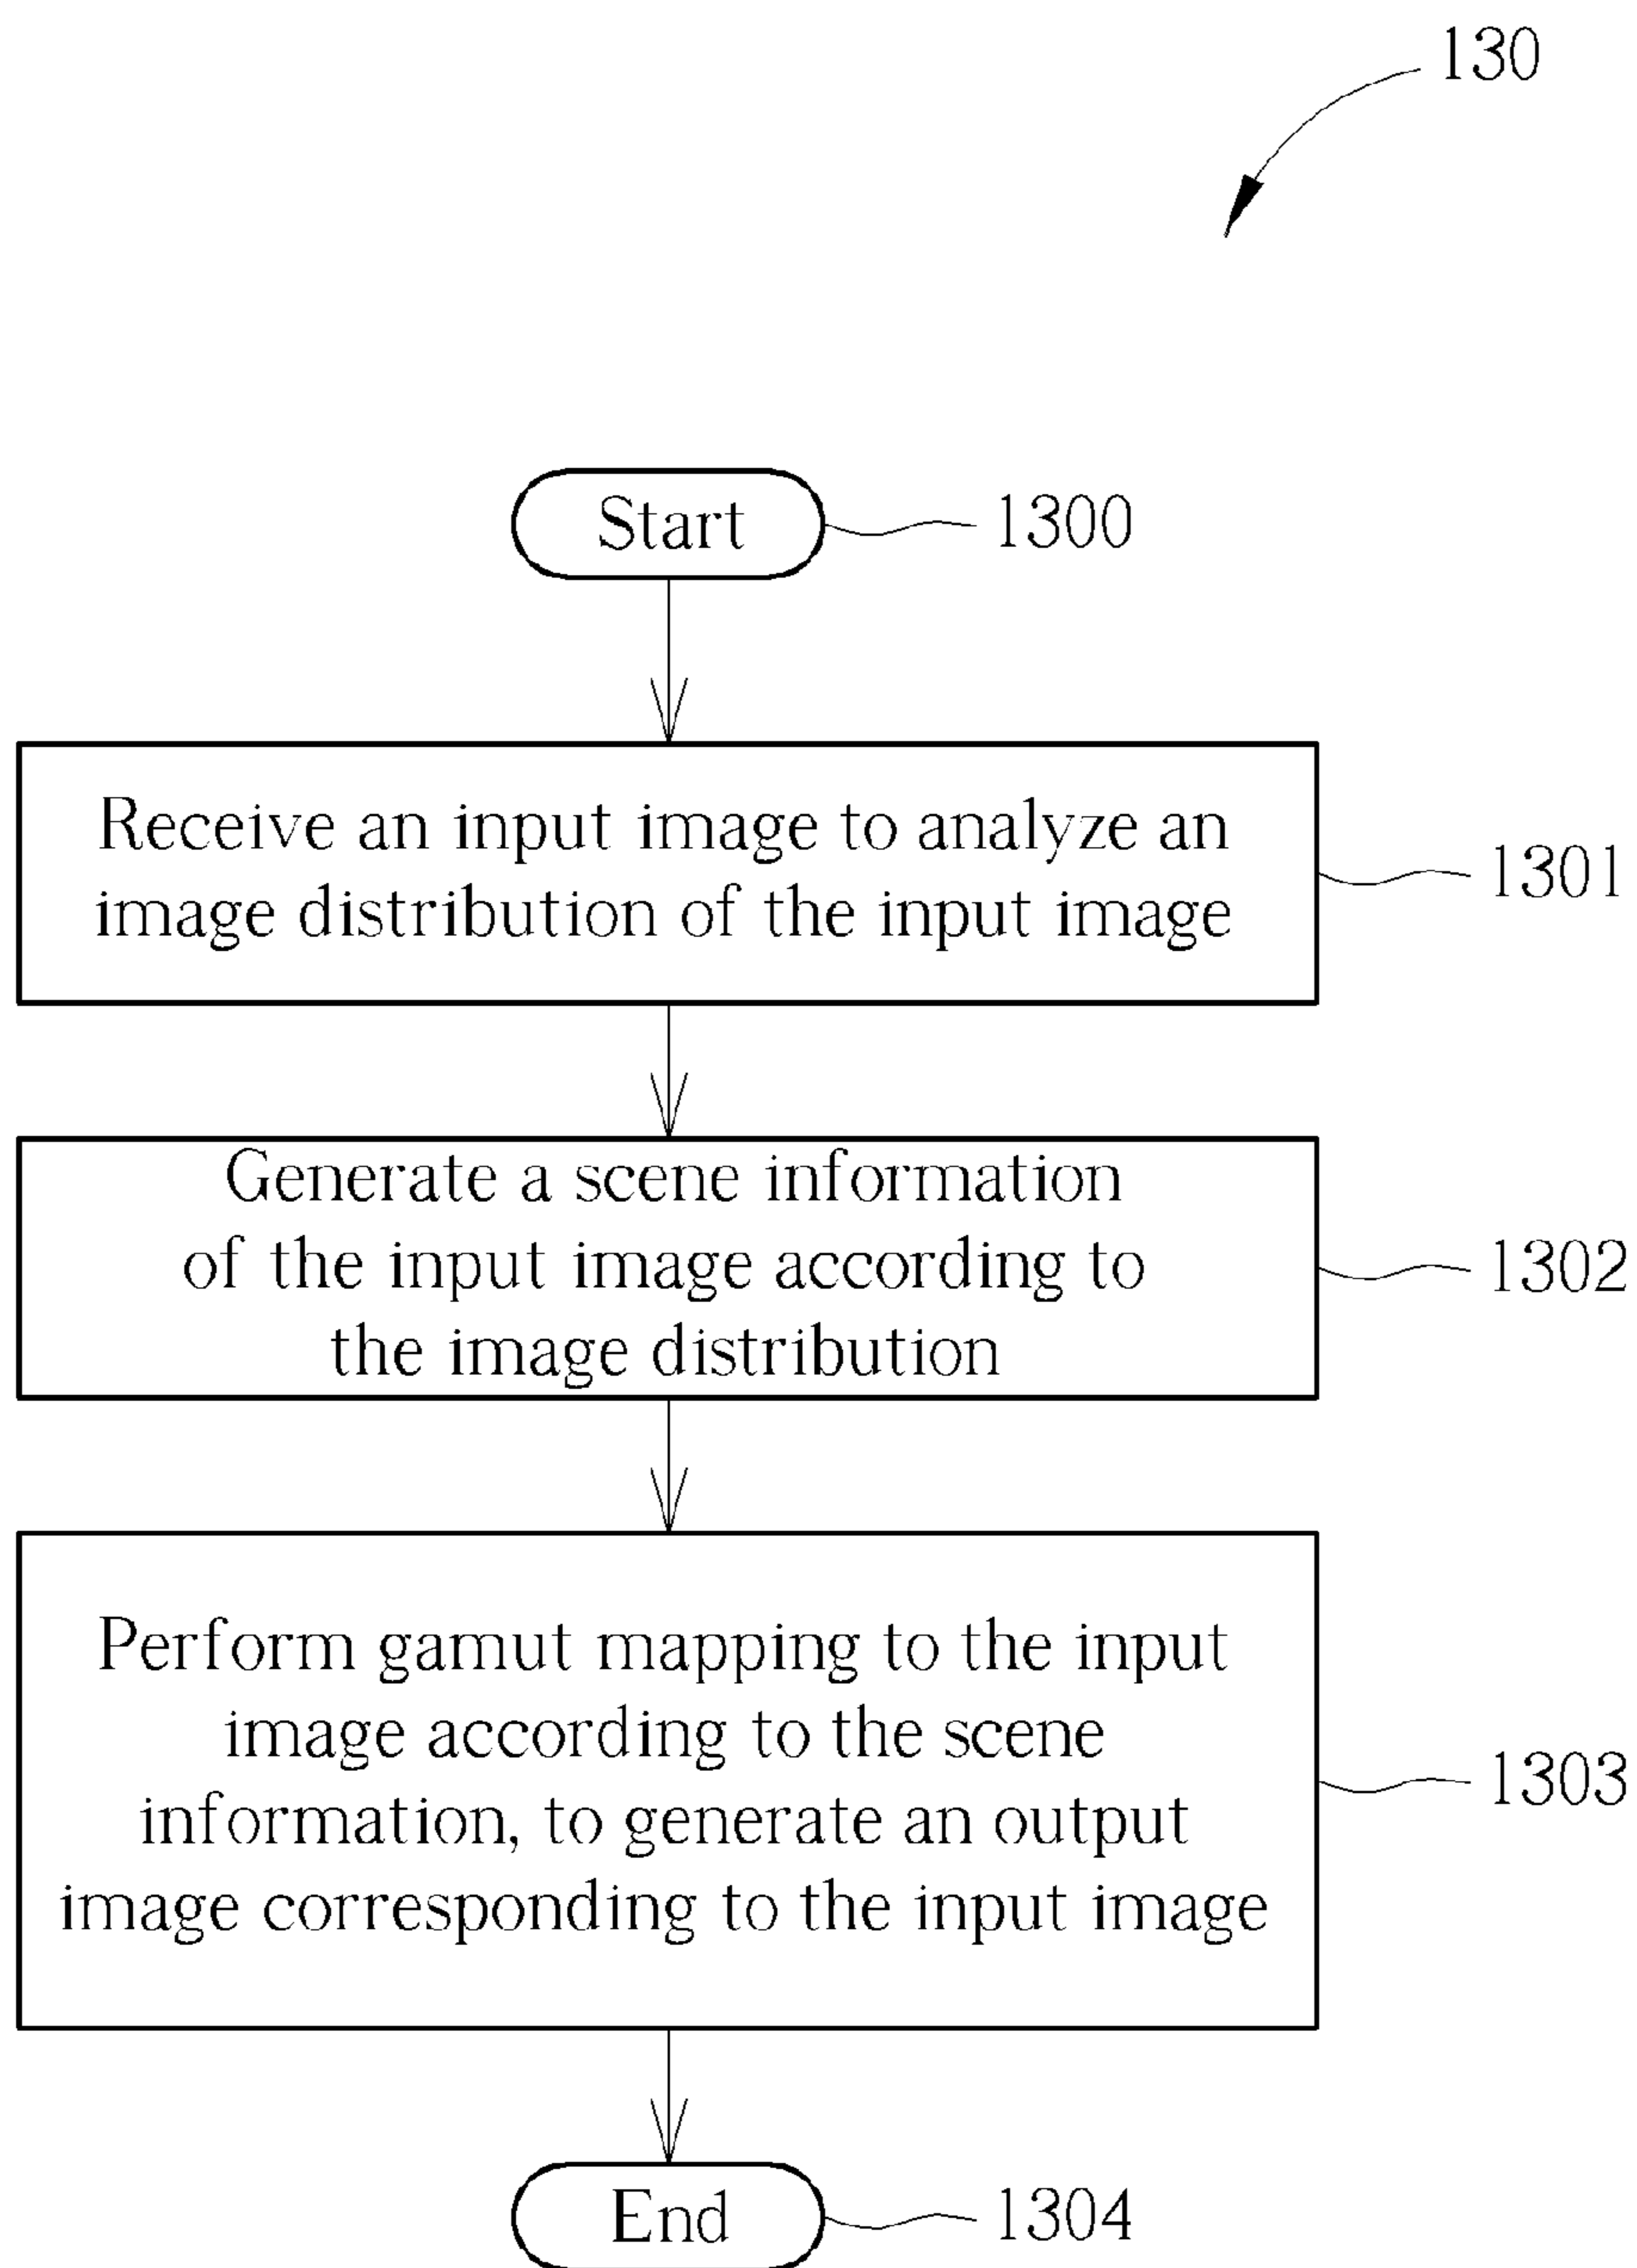 130
Start
1300
Receive an input image to analyze an
image distribution of the input image
1301
Generate a scene information
of the input image according to
the image distribution
1302
Perform gamut mapping to the input
image according to the scene
information, to generate an output
image corresponding to the input image
1303
End
1304